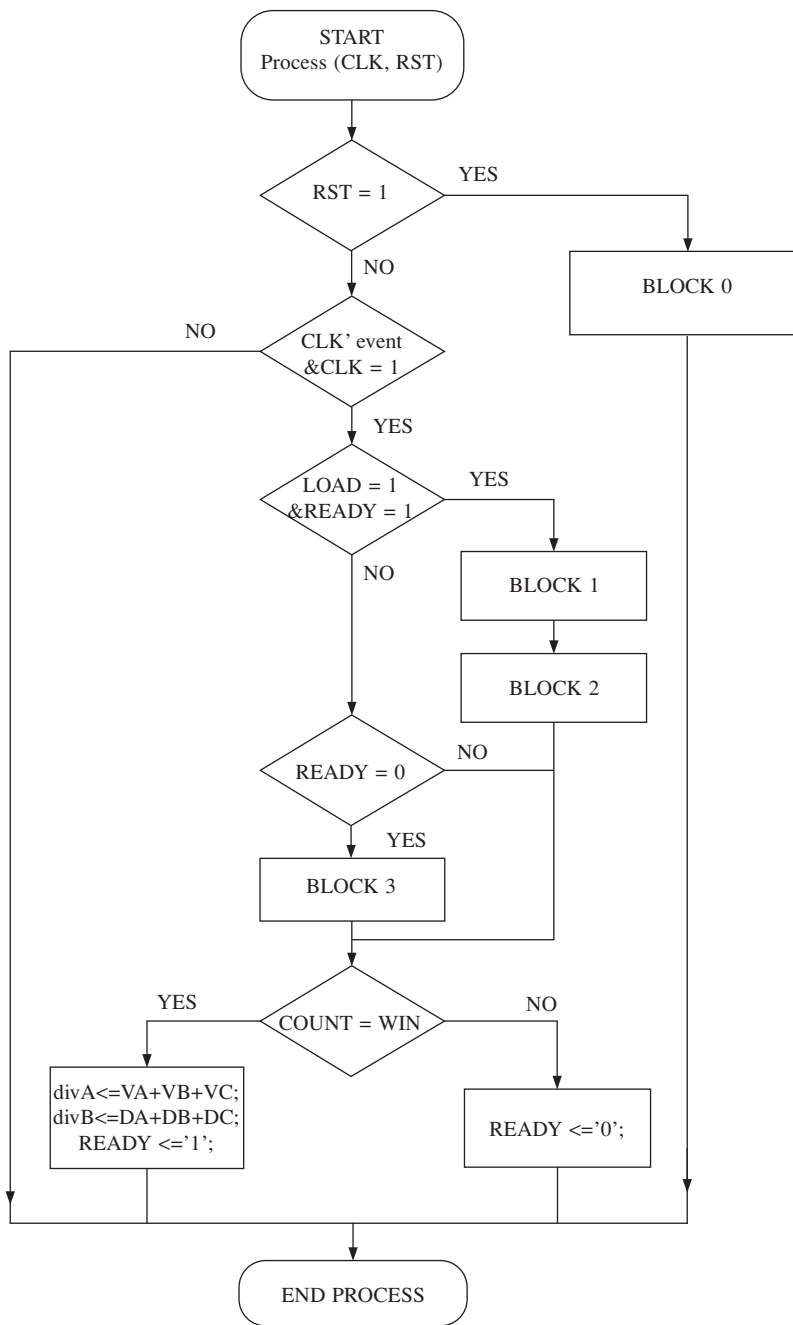 START
Process (CLK, RST)
RST = 1
YES
NO
BLOCK 0
NO
CLK’ event
&CLK = 1
YES
LOAD = 1
&READY = 1
YES
NO
BLOCK 1
BLOCK 2
READY = 0
NO
YES
BLOCK 3
YES
COUNT = WIN
NO
divA<=VA+VB+VC;
divB<=DA+DB+DC;
READY <=’1’;
READY <=’0’;
END PROCESS